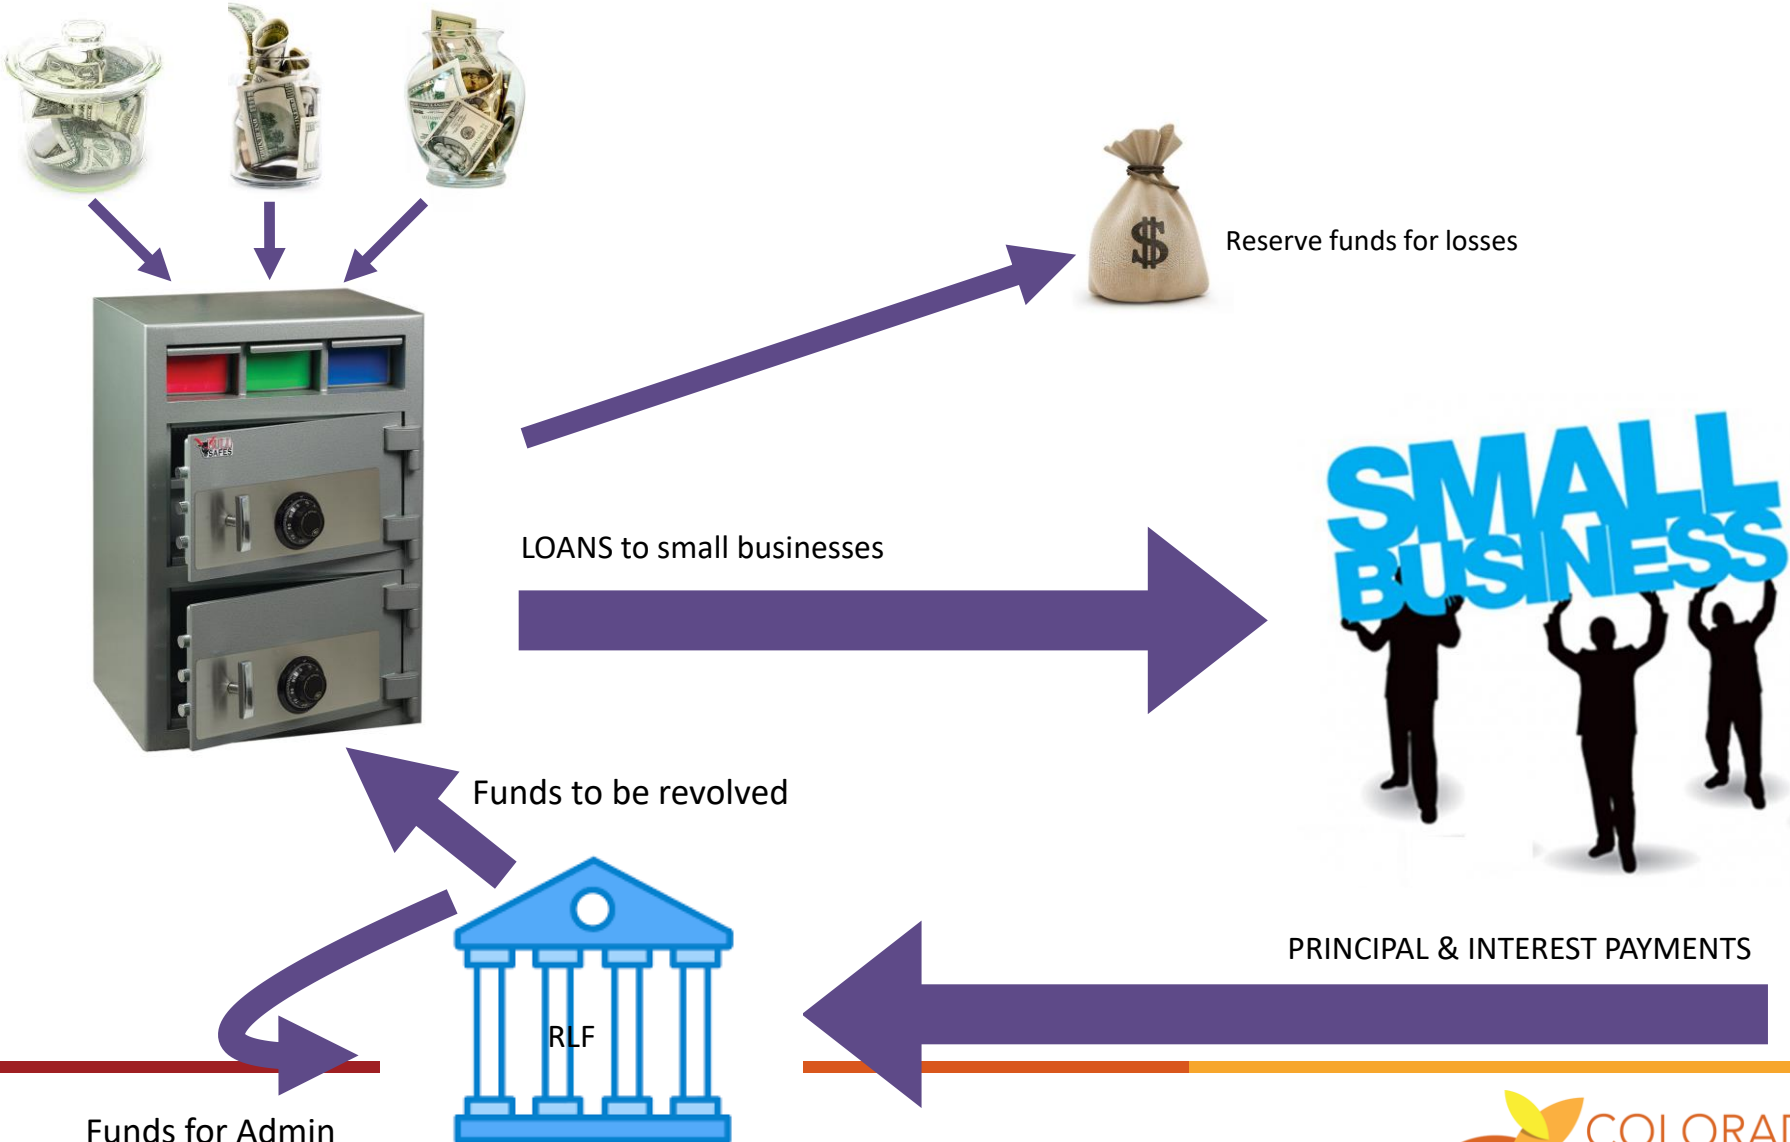 Reserve funds for losses
SAFES
LOANS to small businesses
SMALL
BUSINESS
Funds to be revolved
PRINCIPAL & INTEREST PAYMENTS
RLF
Funds for Admin